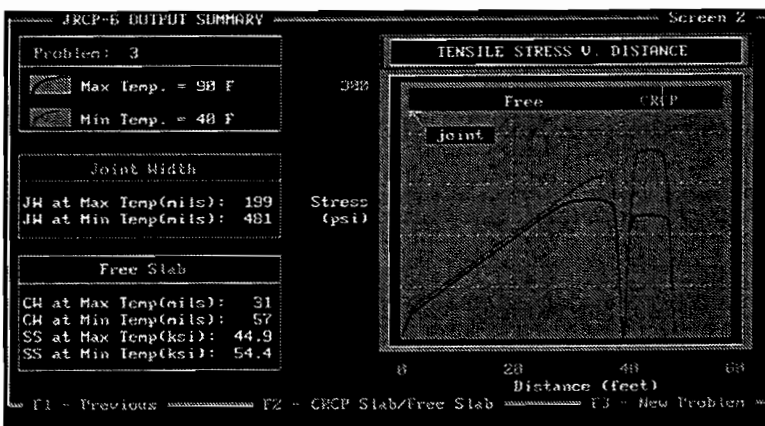 JRCP-6 OUTPUT SUMMARY
Screen 2
Problem: 3
Max Temp. = 90 F
Min Temp. = 40 F
Joint Width
JW at Max Temp(mils): 199
JW at Min Temp(mils): 481
Free Slab
CW at Max Temp(mils): 31
CW at Min Temp(mils): 57
SS at Max Temp(ksi): 44.9
SS at Min Temp(ksi): 54.4
TENSILE STRESS V. DISTANCE
300
Free
CRCP
joint
Stress
(psi)
0 20 40 60
Distance (feet)
F1 - Previous
F2 - CRCP Slab/Free Slab
F3 - New Problem